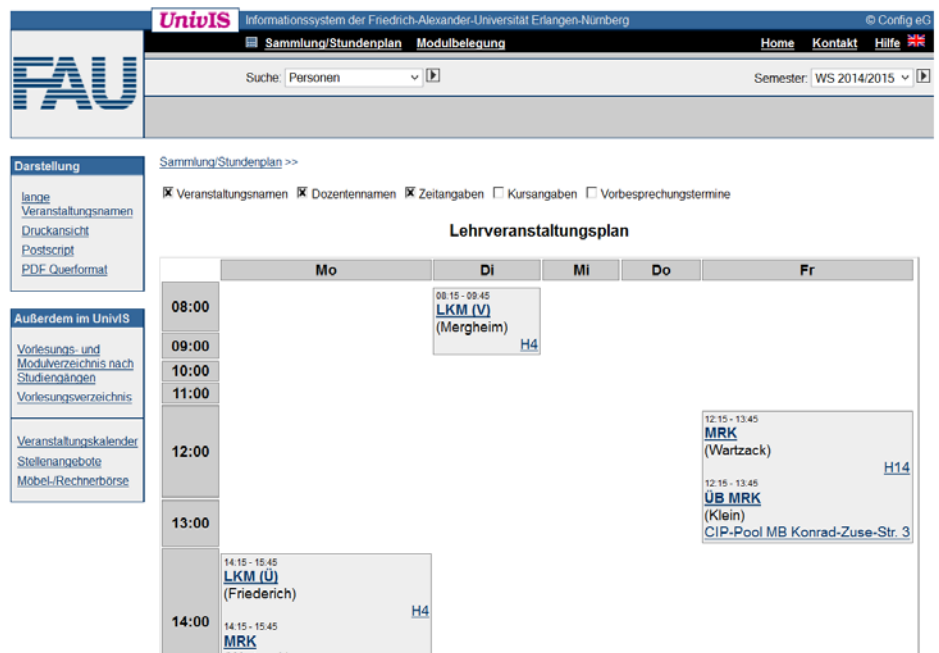 UnivIS Informationssystem der Friedrich-Alexander-Universität Erlangen-Nürnberg © Config eG
Sammlung/Stundenplan Modulbelegung Home Kontakt Hilfe
FAU
Suche: Personen Semester: WS 2014/2015
Darstellung
lange
Veranstaltungsnamen
Druckansicht
Postscript
PDF Querformat
Außerdem im UnivIS
Vorlesungs- und
Modulverzeichnis nach
Studiengängen
Vorlesungsverzeichnis
Veranstaltungskalender
Stellenangebote
Möbel-/Rechnerbörse
Sammlung/Stundenplan >>
Veranstaltungsnamen Dozentennamen Zeitangaben Kursangaben Vorbesprechungstermine
Lehrveranstaltungsplan
Mo Di Mi Do Fr
08:00
08:15 - 09:45
LKM (V)
(Mergheim)
H4
09:00
10:00
11:00
12:00
12:15 - 13:45
MRK
(Wartzack)
H14
12:15 - 13:45
ÜB MRK
(Klein)
CIP-Pool MB Konrad-Zuse-Str. 3
13:00
14:00
14:15 - 15:45
LKM (Ü)
(Friederich)
H4
14:15 - 15:45
MRK